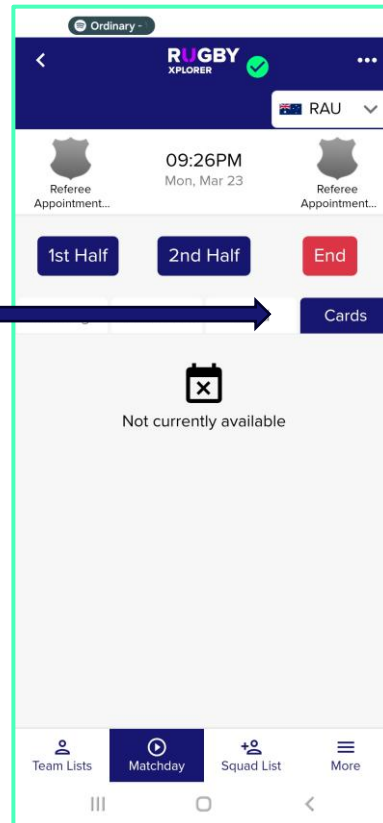 Ordinary -
RUGBY
XPLORER
RAU
09:26PM
Mon, Mar 23
Referee
Appointment...
Referee
Appointment...
1st Half
2nd Half
End
Cards
Not currently available
Team Lists
Matchday
Squad List
More